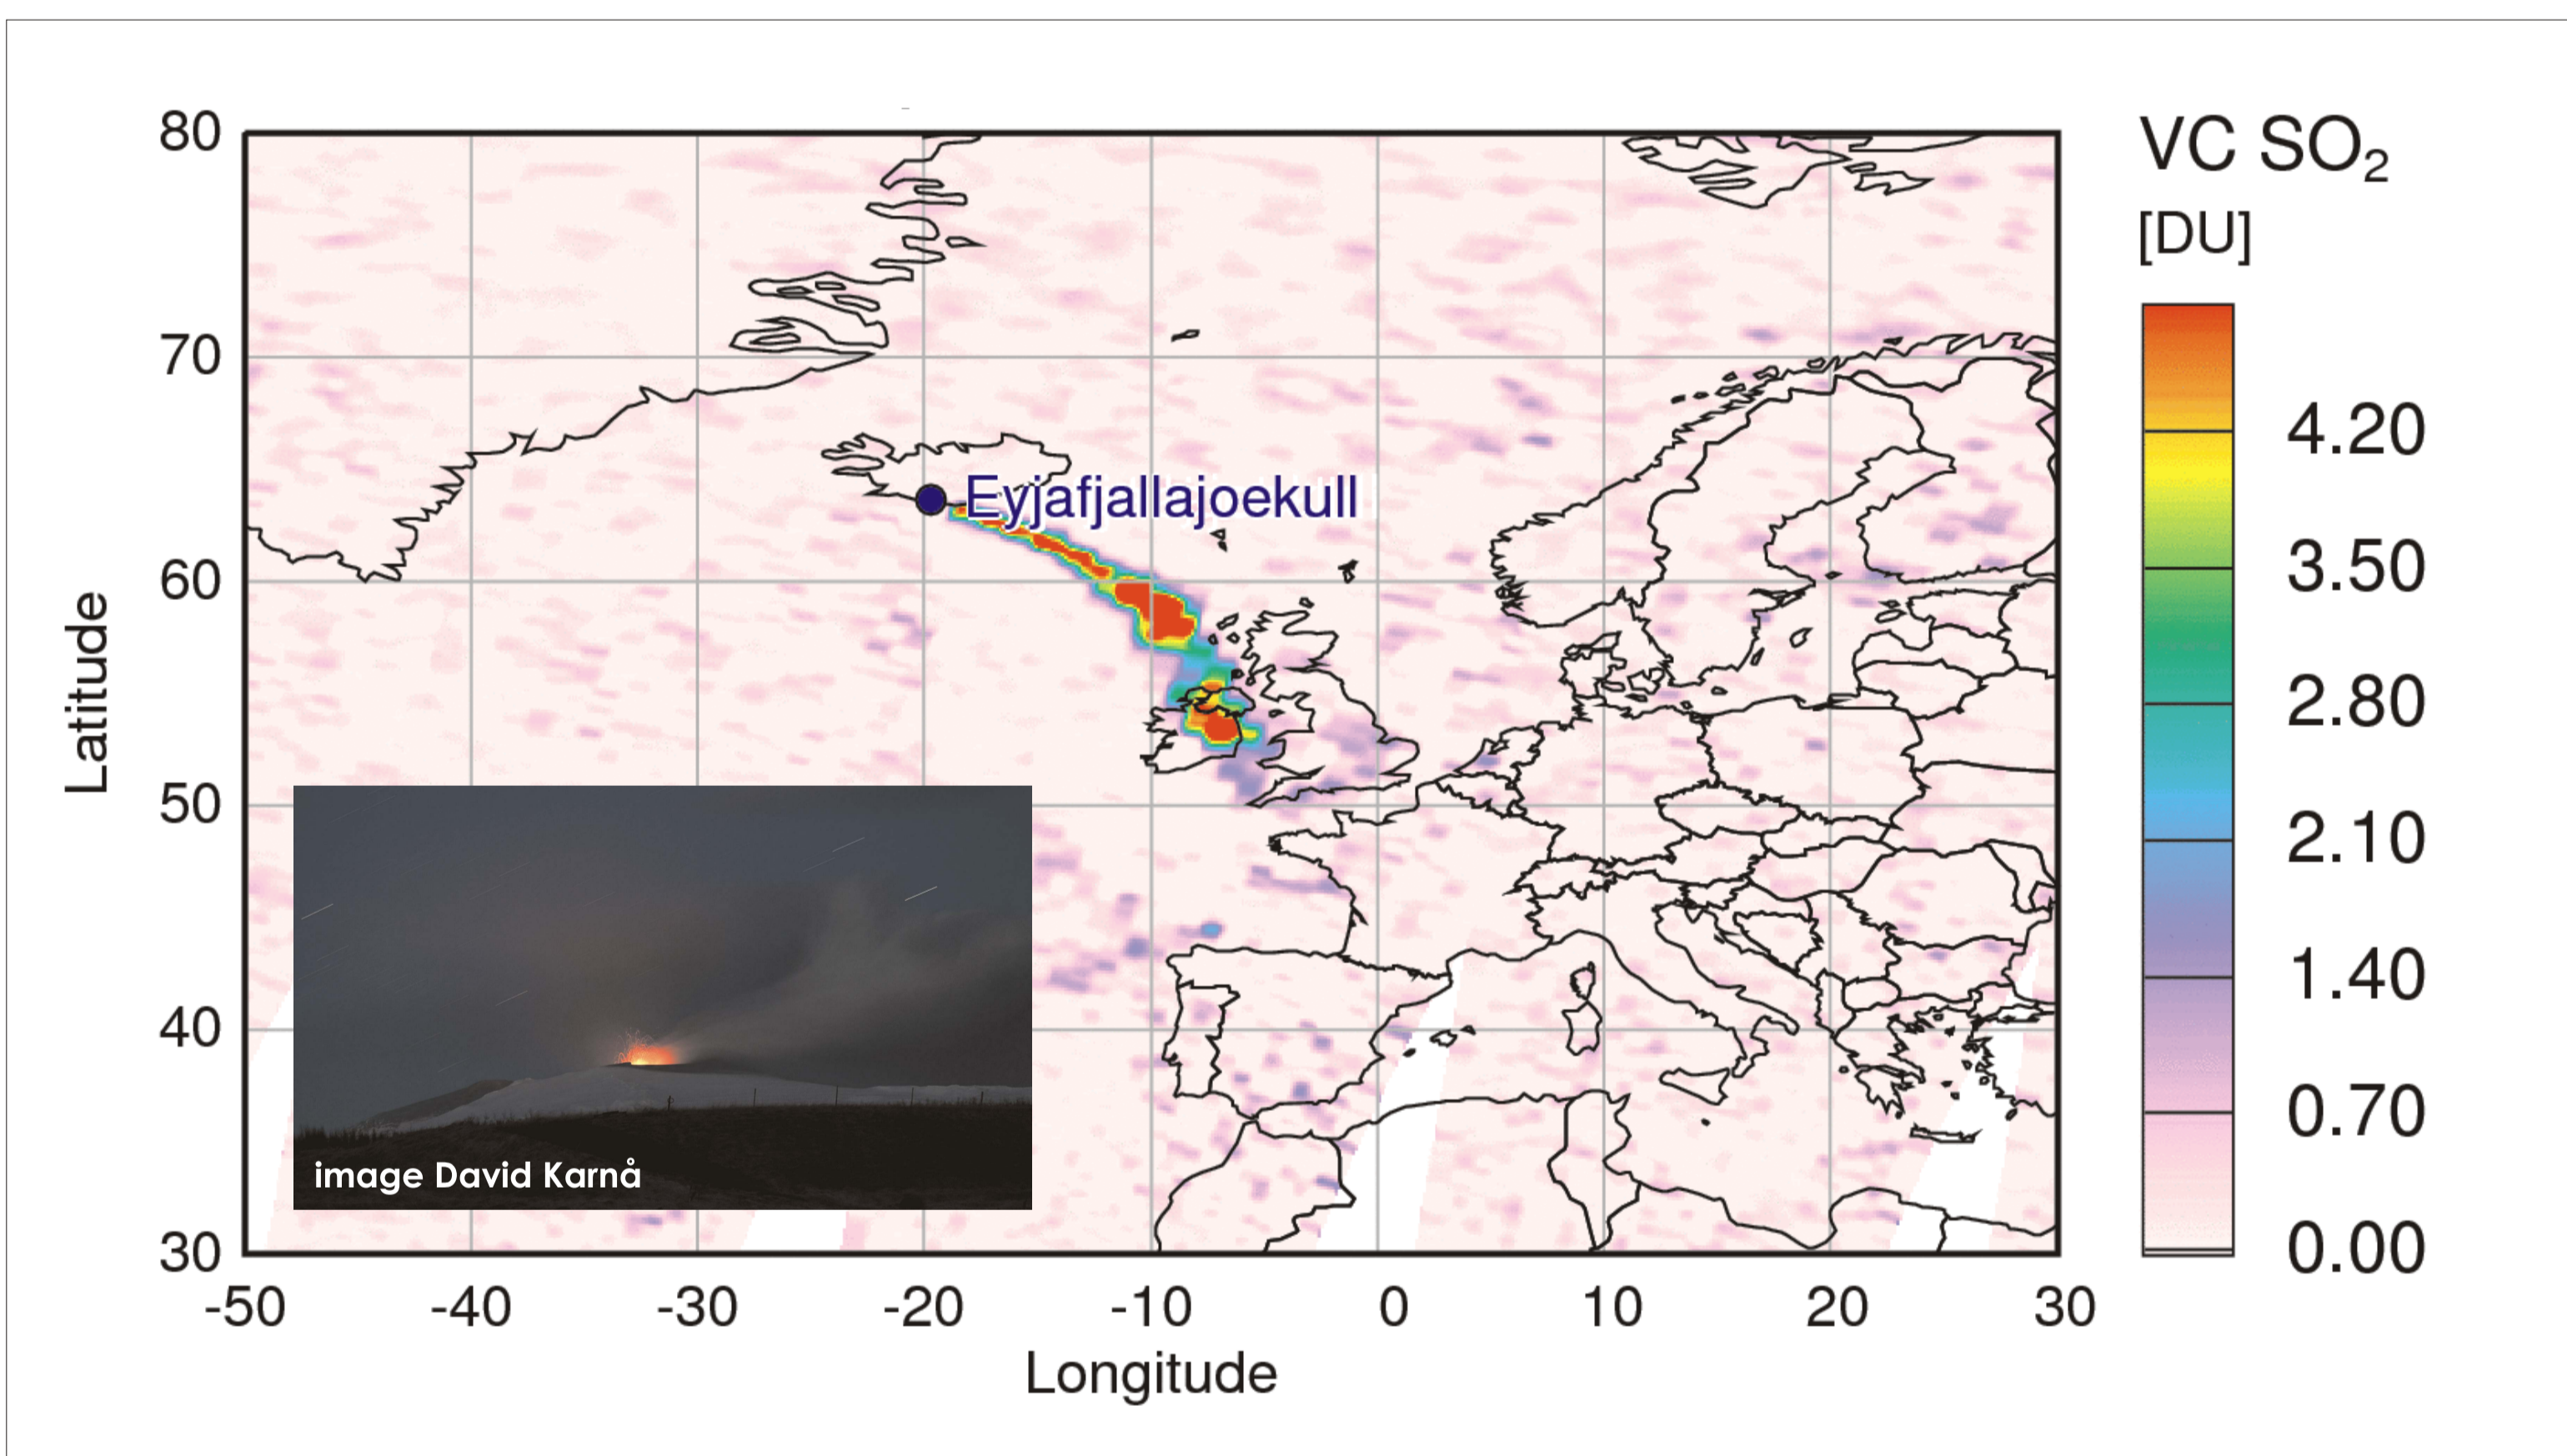 VC SO₂
[DU]
4.20
3.50
2.80
2.10
1.40
0.70
0.00
80
70
60
50
40
30
Latitude
Eyjafjallajoekull
image David Karnå
-50 -40 -30 -20 -10 0 10 20 30
Longitude